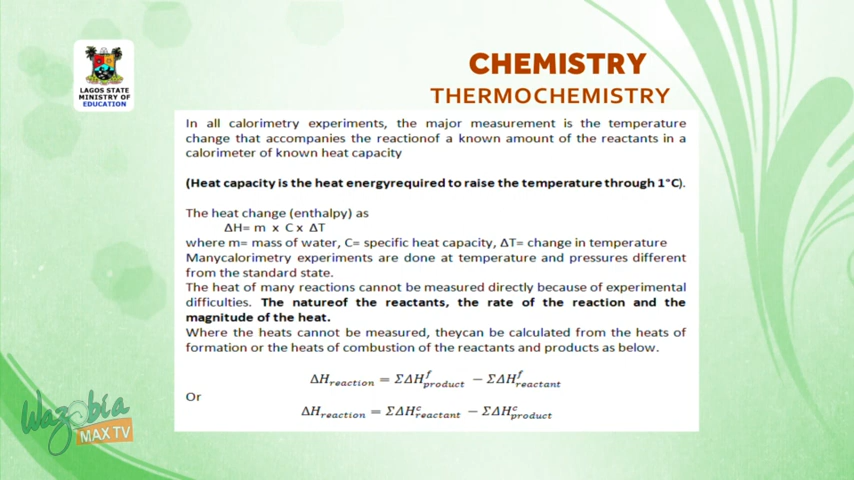 CHEMISTRY
THERMOCHEMISTRY
LAGOS STATE
MINISTRY OF
EDUCATION
In all calorimetry experiments, the major measurement is the temperature
change that accompanies the reactionof a known amount of the reactants in a
calorimeter of known heat capacity
(Heat capacity is the heat energyrequired to raise the temperature through 1°C).
The heat change (enthalpy) as
ΔH= m x C x ΔT
where m= mass of water, C= specific heat capacity, ΔT= change in temperature
Manycalorimetry experiments are done at temperature and pressures different
from the standard state.
The heat of many reactions cannot be measured directly because of experimental
difficulties. The natureof the reactants, the rate of the reaction and the
magnitude of the heat.
Where the heats cannot be measured, theycan be calculated from the heats of
formation or the heats of combustion of the reactants and products as below.
ΔH_reaction = ΣΔH^f_product − ΣΔH^f_reactant
Or
ΔH_reaction = ΣΔH^c_reactant − ΣΔH^c_product
Wazobia
MAX TV